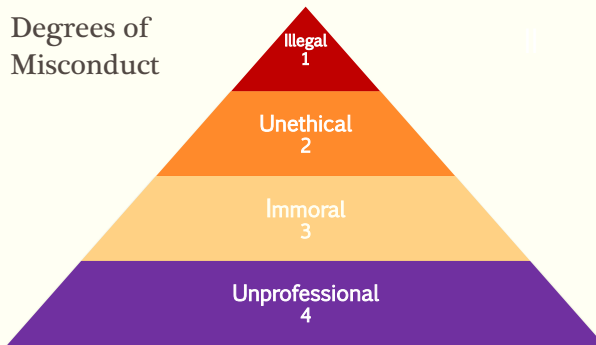 Degrees of
Misconduct
Illegal
1
Unethical
2
Immoral
3
Unprofessional
4